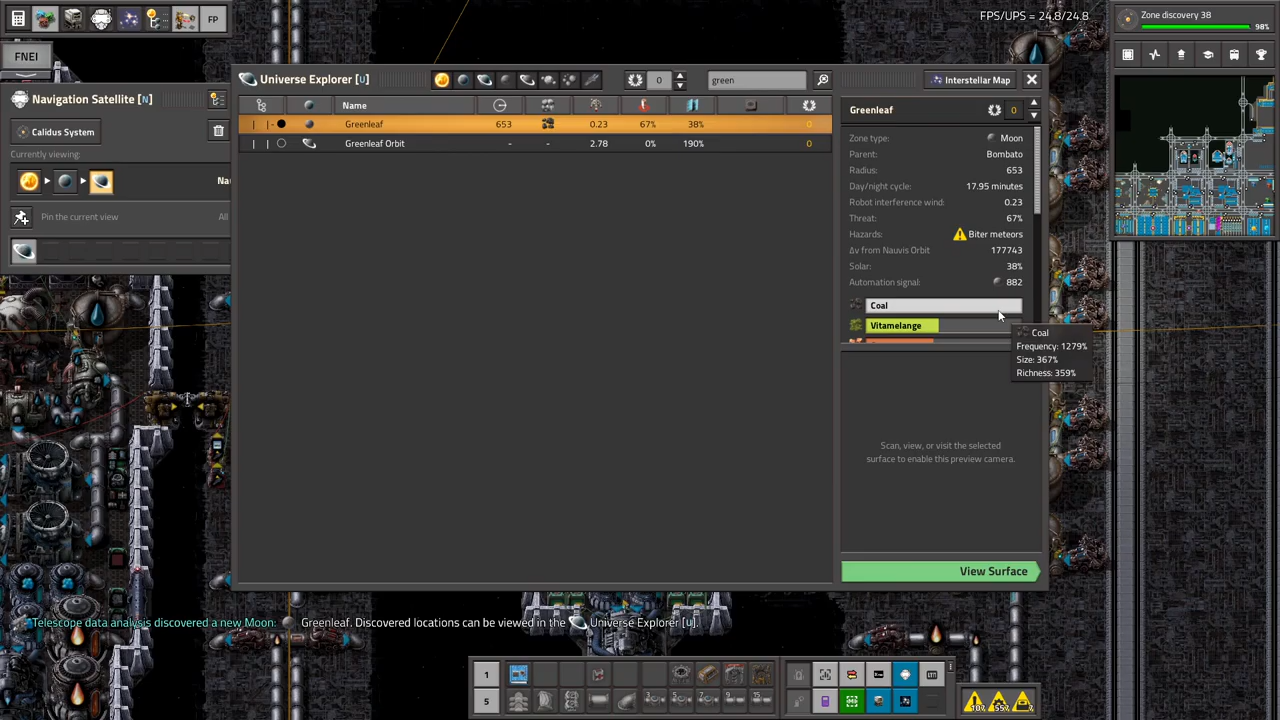 FP
FPS/UPS = 24.8/24.8
Zone discovery 38
98%
FNEI
Navigation Satellite [N]
Calidus System
Currently viewing:
Na
Pin the current view
All
Universe Explorer [U]
0
green
Interstellar Map
Name
Greenleaf
653
0.23
67%
38%
0
Greenleaf Orbit
-
-
2.78
0%
190%
0
Greenleaf
0
Zone type:
Moon
Parent:
Bombato
Radius:
653
Day/night cycle:
17.95 minutes
Robot interference wind:
0.23
Threat:
67%
Hazards:
Biter meteors
Δv from Nauvis Orbit
177743
Solar:
38%
Automation signal:
882
Coal
Vitamelange
Coal
Frequency: 1279%
Size: 367%
Richness: 359%
Scan, view, or visit the selected
surface to enable this preview camera.
View Surface
Telescope data analysis discovered a new Moon: Greenleaf. Discovered locations can be viewed in the Universe Explorer [u].
1
5